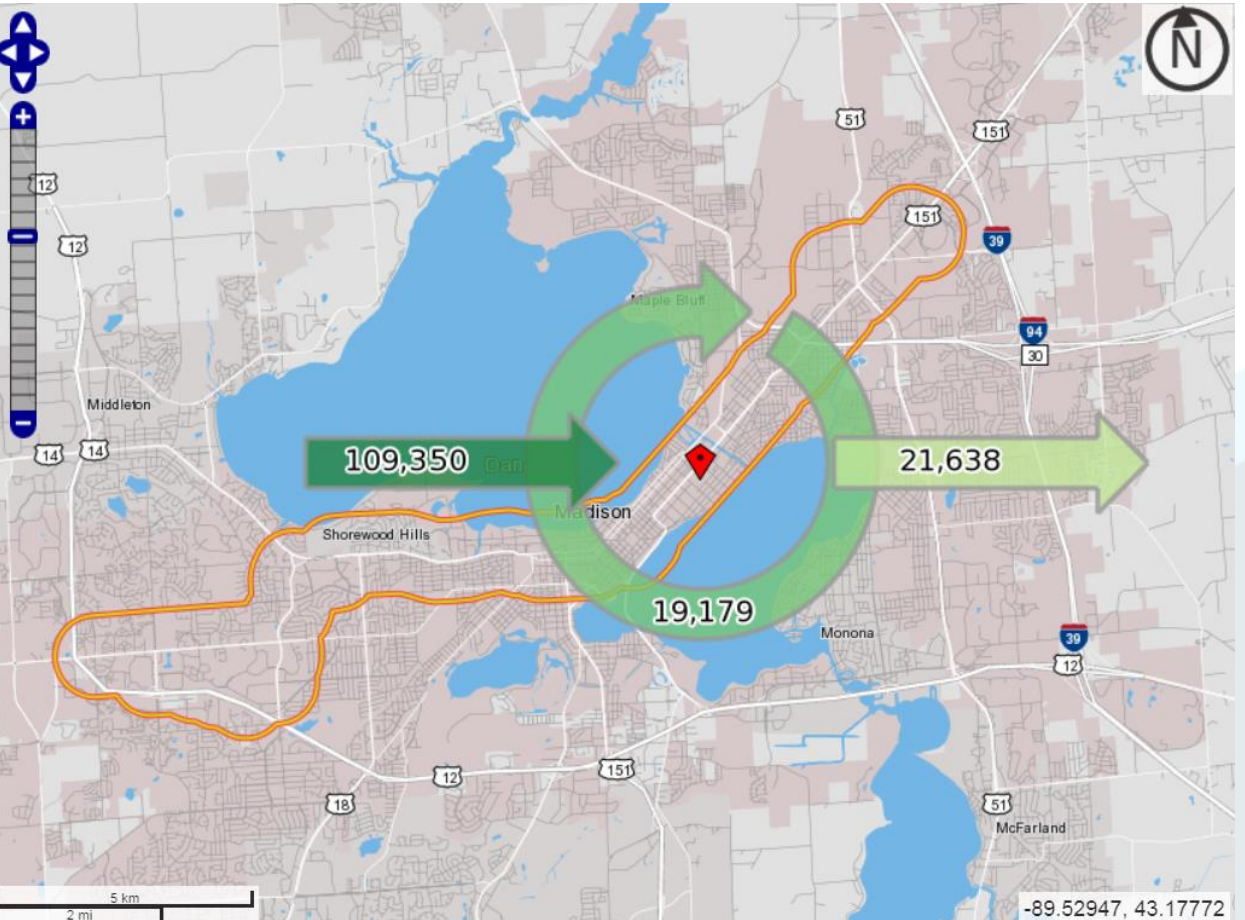 N
51
151
12
151
12
39
Maple Bluff
94
30
Middleton
14
14
109,350
Dan
21,638
Madison
Shorewood Hills
19,179
Monona
39
12
12
151
18
51
McFarland
5 km
2 mi
-89.52947, 43.17772